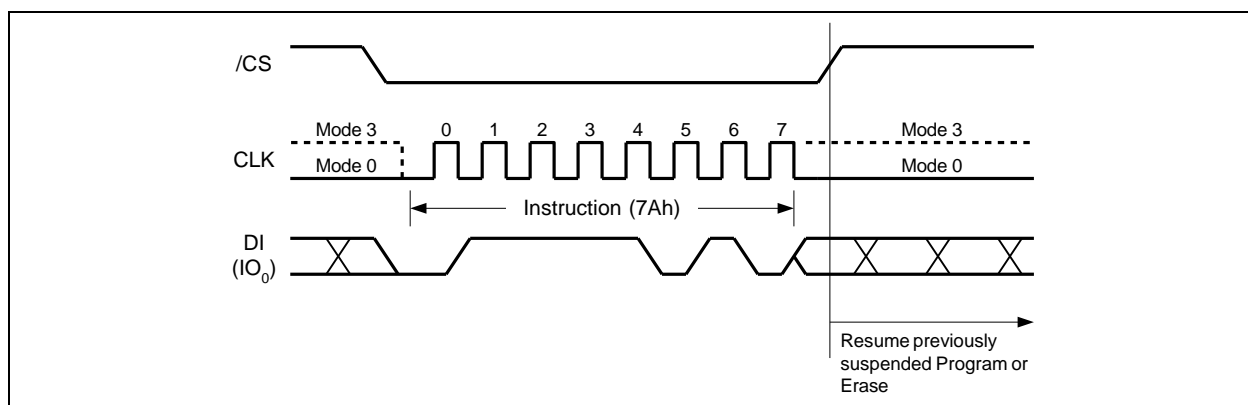 /CS
Mode 3
0 1 2 3 4 5 6 7
Mode 3
CLK
Mode 0
Mode 0
Instruction (7Ah)
DI
(IO0)
Resume previously
suspended Program or
Erase